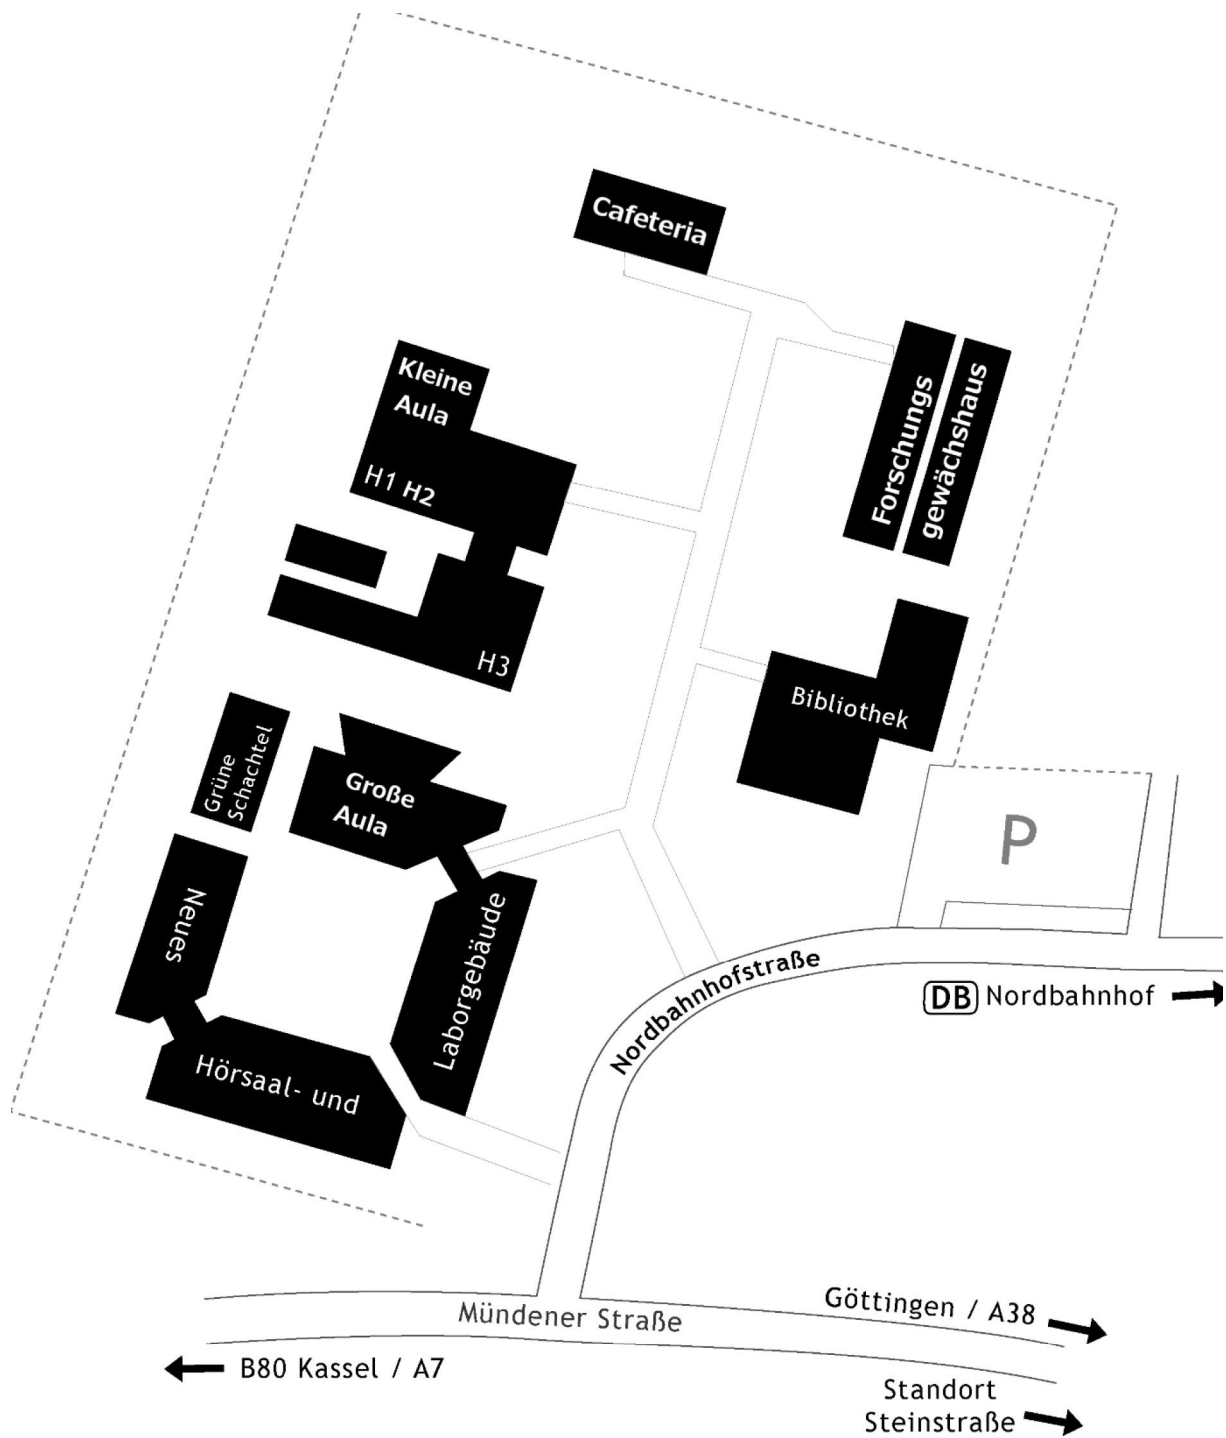 Cafeteria
Kleine
Aula
H1 H2
Forschungs
gewächshaus
H3
Bibliothek
Grüne
Schachtel
Große
Aula
P
Neues
Laborgebäude
Hörsaal- und
Nordbahnhofstraße
DB Nordbahnhof
Mündener Straße
Göttingen / A38
B80 Kassel / A7
Standort
Steinstraße